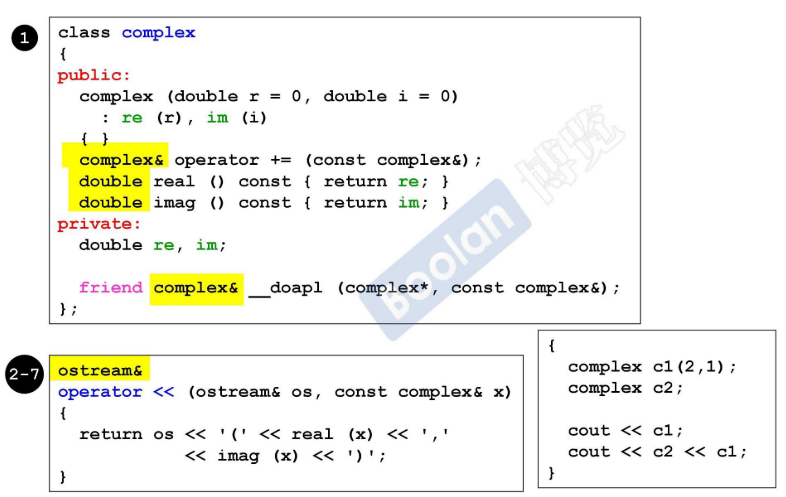 1
class complex
{
public:
  complex (double r = 0, double i = 0)
    : re (r), im (i)
  { }
  complex& operator += (const complex&);
  double real () const { return re; }
  double imag () const { return im; }
private:
  double re, im;

  friend complex& __doapl (complex*, const complex&);
};
Boolan 博览
2-7
ostream&
operator << (ostream& os, const complex& x)
{
  return os << '(' << real (x) << ','
            << imag (x) << ')';
}
{
  complex c1(2,1);
  complex c2;

  cout << c1;
  cout << c2 << c1;
}